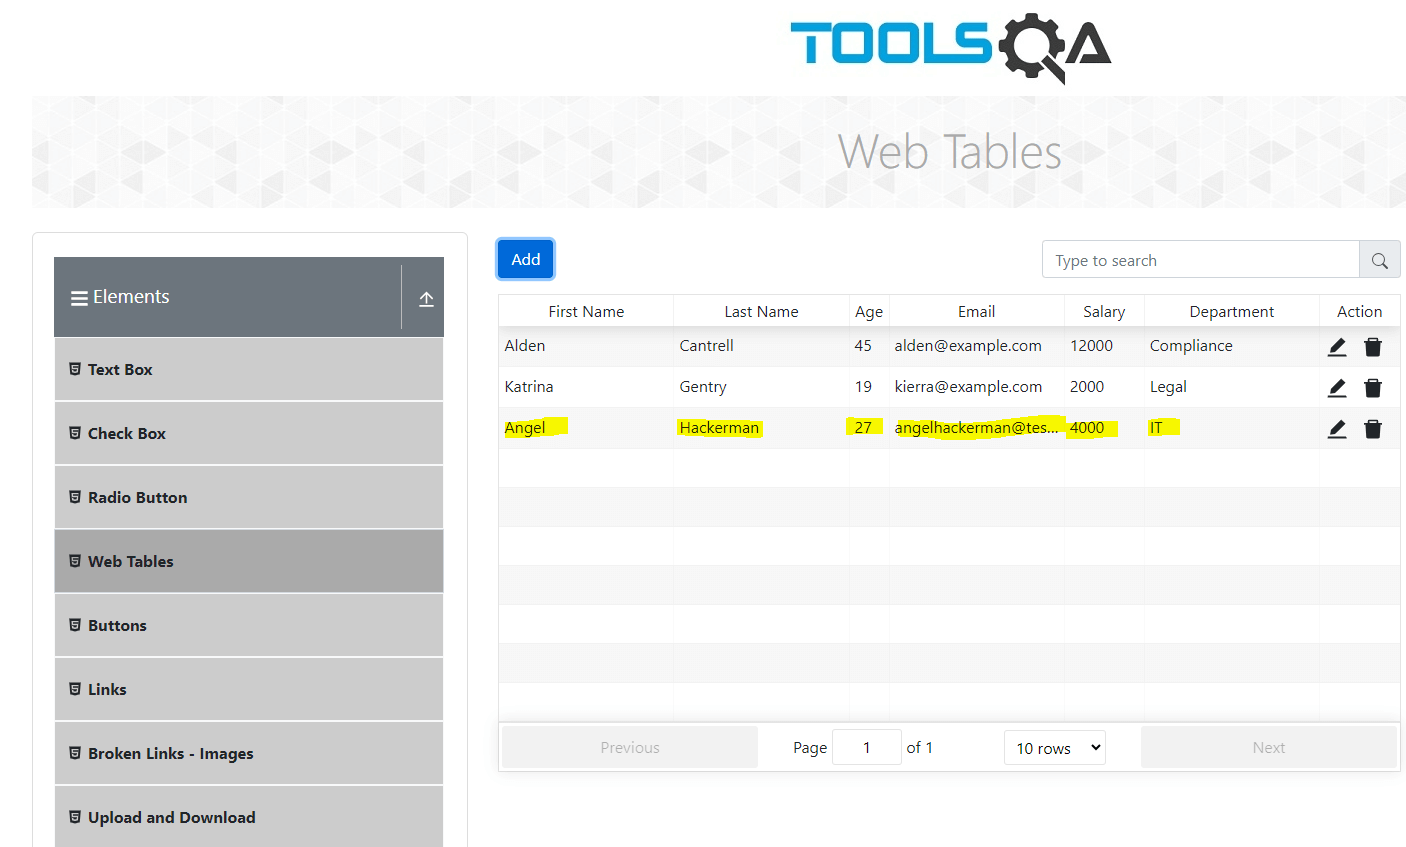 TOOLSQA
Web Tables
Elements
Text Box
Check Box
Radio Button
Web Tables
Buttons
Links
Broken Links - Images
Upload and Download
Add
Type to search
First Name Last Name Age Email Salary Department Action
Alden Cantrell 45 alden@example.com 12000 Compliance
Katrina Gentry 19 kierra@example.com 2000 Legal
Angel Hackerman 27 angelhackerman@tes... 4000 IT
Previous Page 1 of 1 10 rows Next